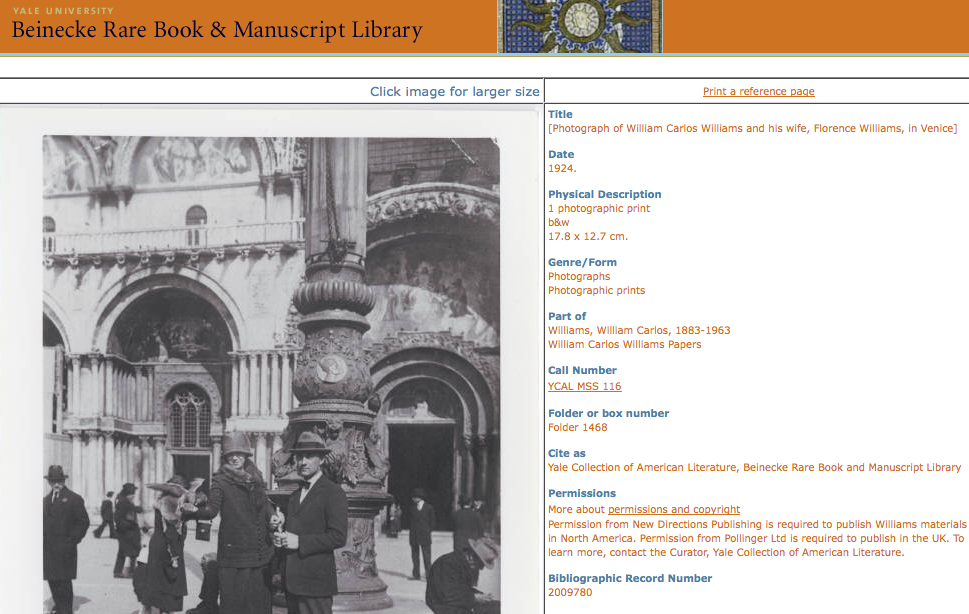 YALE UNIVERSITY
Beinecke Rare Book & Manuscript Library
Click image for larger size
Print a reference page
Title
[Photograph of William Carlos Williams and his wife, Florence Williams, in Venice]
Date
1924.
Physical Description
1 photographic print
b&w
17.8 x 12.7 cm.
Genre/Form
Photographs
Photographic prints
Part of
Williams, William Carlos, 1883-1963
William Carlos Williams Papers
Call Number
YCAL MSS 116
Folder or box number
Folder 1468
Cite as
Yale Collection of American Literature, Beinecke Rare Book and Manuscript Library
Permissions
More about permissions and copyright
Permission from New Directions Publishing is required to publish Williams materials
in North America. Permission from Pollinger Ltd is required to publish in the UK. To
learn more, contact the Curator, Yale Collection of American Literature.
Bibliographic Record Number
2009780